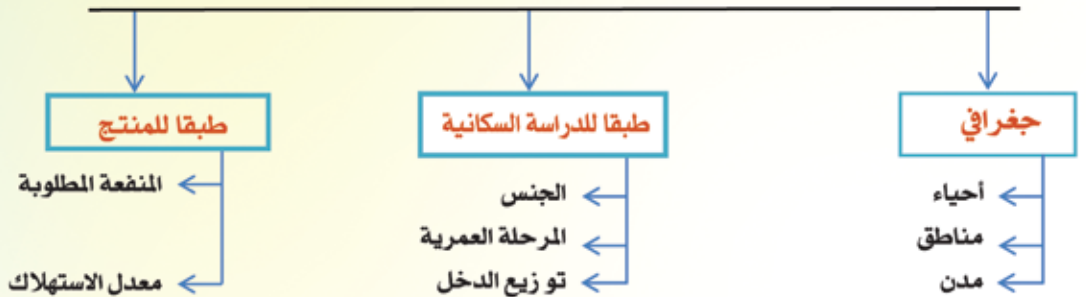 جغرافي
أحياء
مناطق
مدن
طبقا للدراسة السكانية
الجنس
المرحلة العمرية
توزيع الدخل
طبقا للمنتج
المنفعة المطلوبة
معدل الاستهلاك